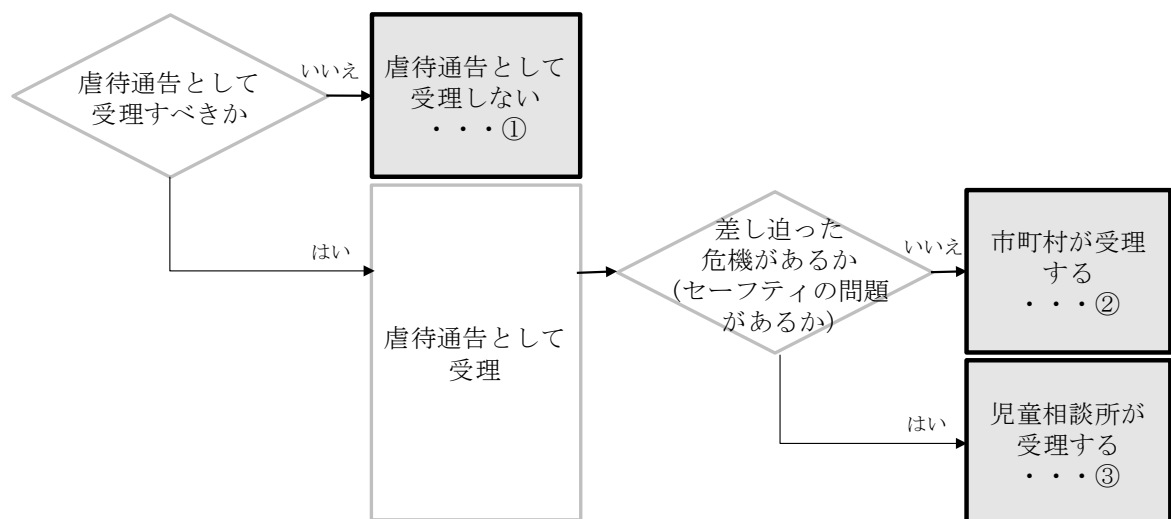 虐待通告として
受理すべきか
いいえ
虐待通告として
受理しない
・・・①
はい
虐待通告として
受理
差し迫った
危機があるか
（セーフティの問題
があるか）
いいえ
市町村が受理
する
・・・②
はい
児童相談所が
受理する
・・・③